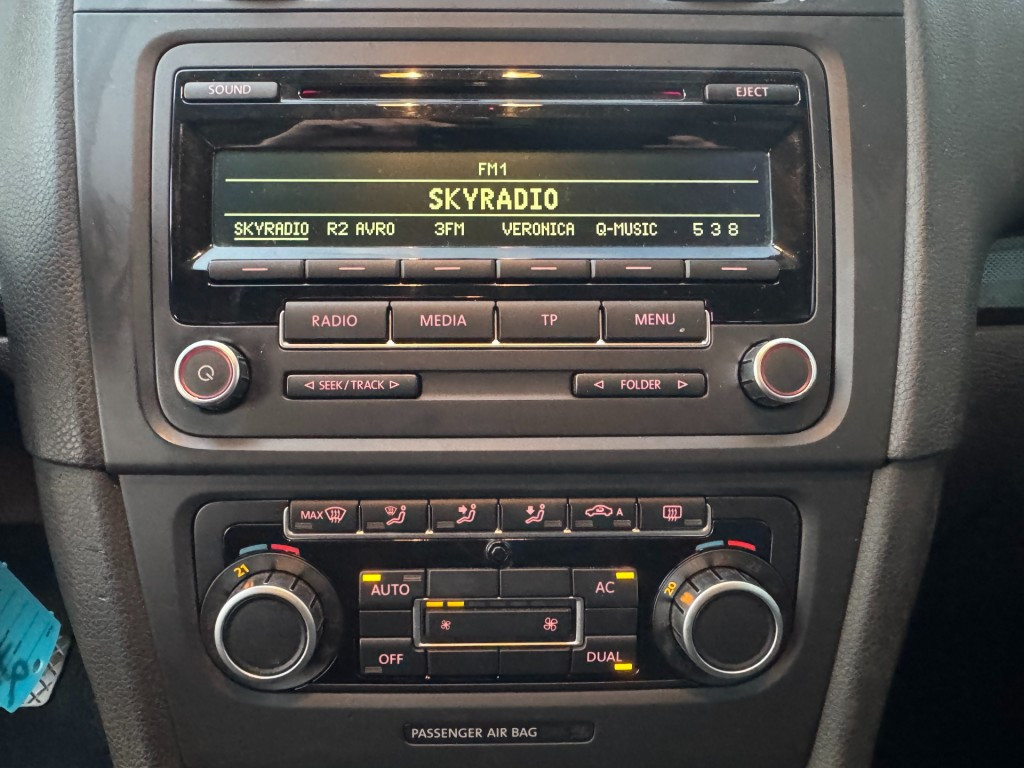 SOUND EJECT
FM1
SKYRADIO
SKYRADIO R2 AVRO 3FM VERONICA Q-MUSIC 5 3 8
RADIO MEDIA TP MENU
SEEK/TRACK FOLDER
MAX A
21 20
AUTO AC
OFF DUAL
PASSENGER AIR BAG